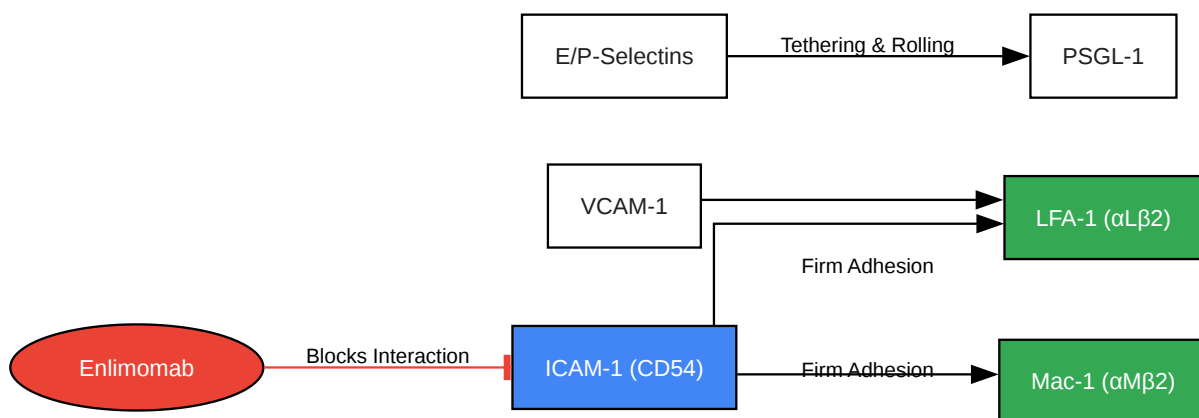 E/P-Selectins
Tethering & Rolling
PSGL-1
VCAM-1
LFA-1 (αLβ2)
Firm Adhesion
Enlimomab
Blocks Interaction
ICAM-1 (CD54)
Firm Adhesion
Mac-1 (αMβ2)